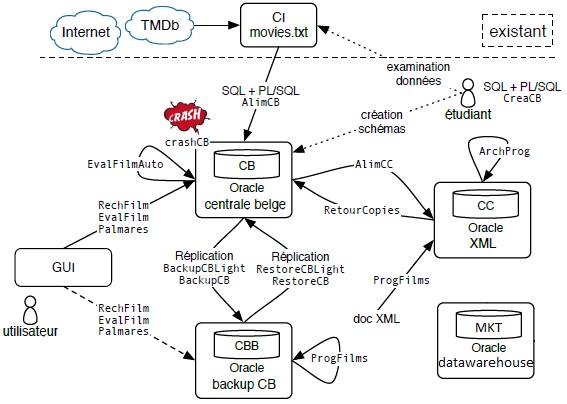 Internet
TMDb
CI
movies.txt
existant
examination
données
SQL + PL/SQL
AlimCB
SQL + PL/SQL
CreaCB
étudiant
création
schémas
CRASH
crashCB
EvalFilmAuto
CB
Oracle
centrale belge
AlimCC
RetourCopies
ArchProg
CC
Oracle
XML
RechFilm
EvalFilm
Palmares
GUI
utilisateur
Réplication
BackupCBLight
BackupCB
Réplication
RestoreCBLight
RestoreCB
ProgFilms
doc XML
RechFilm
EvalFilm
Palmares
CBB
Oracle
backup CB
ProgFilms
MKT
Oracle
datawarehouse